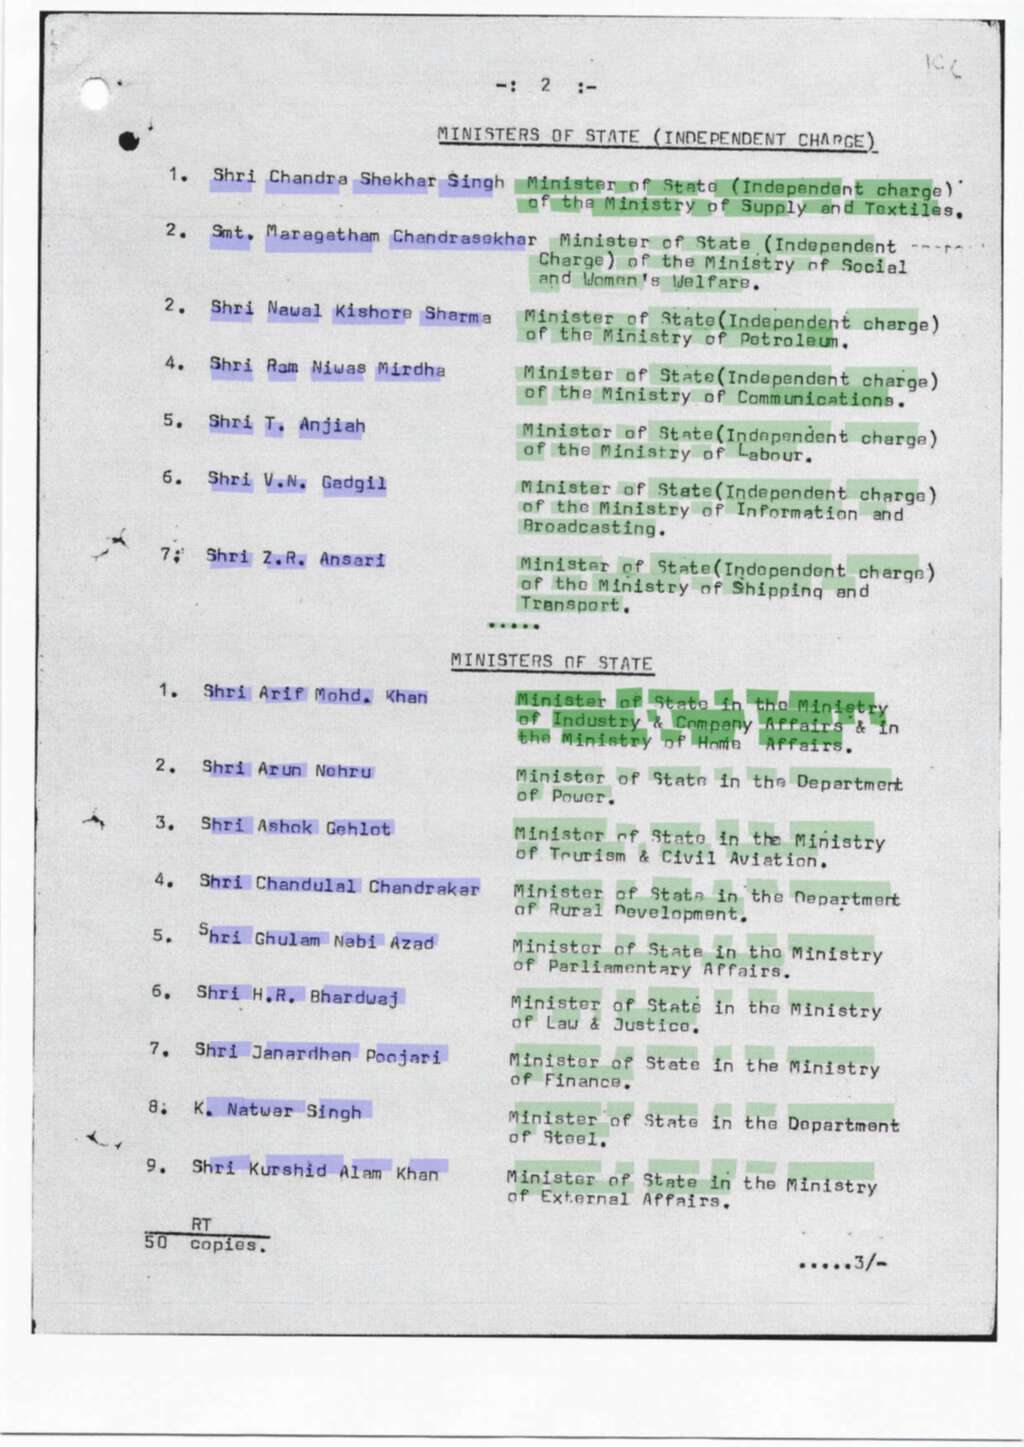 -: 2 :-
MINISTERS OF STATE (INDEPENDENT CHARGE)
1. Shri Chandra Shekhar Singh Minister of State (Independent charge)
of the Ministry of Supply and Textiles.
2. Smt. Maragatham Chandrasekhar Minister of State (Independent
Charge) of the Ministry of Social
and Women's Welfare.
2. Shri Nawal Kishore Sharma Minister of State(Independent charge)
of the Ministry of Petroleum.
4. Shri Ram Niwas Mirdha Minister of State(Independent charge)
of the Ministry of Communications.
5. Shri T. Anjiah Minister of State(Independent charge)
of the Ministry of Labour.
6. Shri V.N. Gadgil Minister of State(Independent charge)
of the Ministry of Information and
Broadcasting.
7. Shri Z.R. Ansari Minister of State(Independent charge)
of the Ministry of Shipping and
Transport.
.....
MINISTERS OF STATE
1. Shri Arif Mohd. Khan Minister of State in the Ministry
of Industry & Company Affairs & in
the Ministry of Home Affairs.
2. Shri Arun Nehru Minister of State in the Department
of Power.
3. Shri Ashok Gehlot Minister of State in the Ministry
of Tourism & Civil Aviation.
4. Shri Chandulal Chandrakar Minister of State in the Department
of Rural Development.
5. Shri Ghulam Nabi Azad Minister of State in the Ministry
of Parliamentary Affairs.
6. Shri H.R. Bhardwaj Minister of State in the Ministry
of Law & Justice.
7. Shri Janardhan Poojari Minister of State in the Ministry
of Finance.
8. K. Natwar Singh Minister of State in the Department
of Steel.
9. Shri Kurshid Alam Khan Minister of State in the Ministry
of External Affairs.
RT
50 copies.
.....3/-